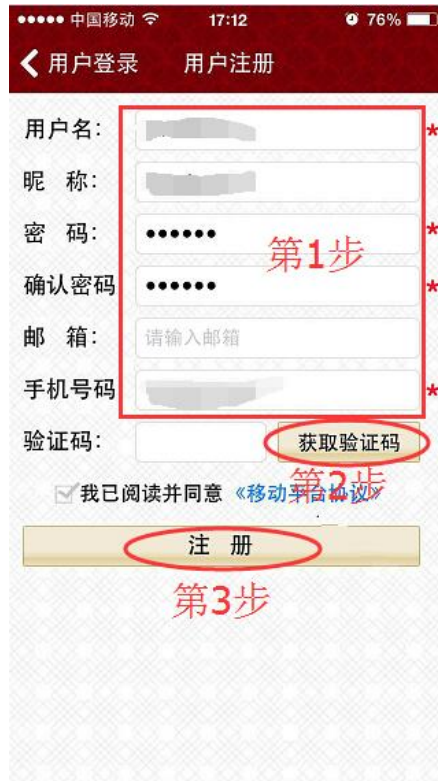 中国移动 17:12 76%
用户登录 用户注册
用户名： *
昵 称：
密 码： ●●●●●● *
第1步
确认密码 ●●●●●● *
邮 箱： 请输入邮箱
手机号码 *
验证码： 获取验证码
第2步
我已阅读并同意《移动平台协议》
注 册
第3步